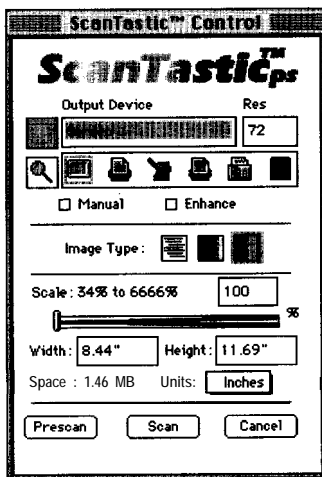 ScanTastic™ Control
ScanTastic™ps
Output Device Res
72
Manual Enhance
Image Type:
Scale: 34% to 6666% 100
%
Width: 8.44" Height: 11.69"
Space : 1.46 MB Units: Inches
Prescan Scan Cancel